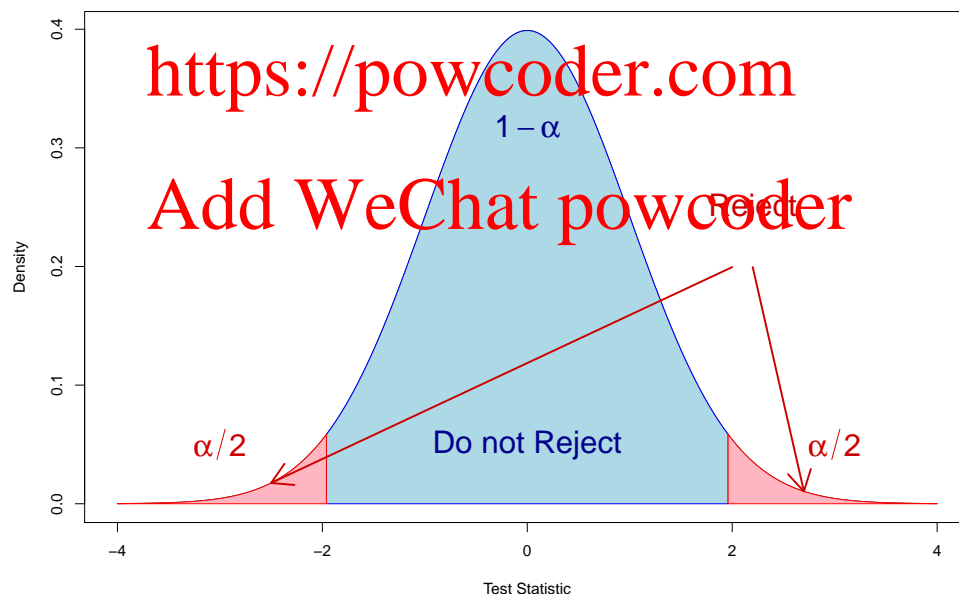 https://powcoder.com
1 − α
Add WeChat powcoder
Reject
Do not Reject
α/2
α/2
Density
0.0
0.1
0.2
0.3
0.4
−4
−2
0
2
4
Test Statistic